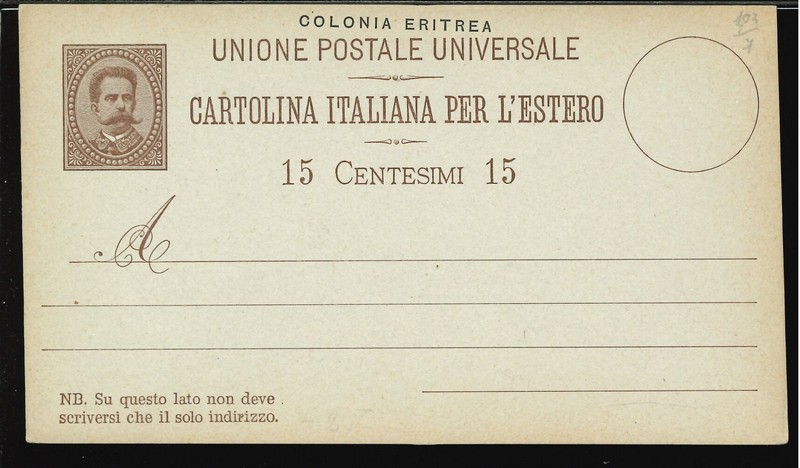 COLONIA ERITREA
UNIONE POSTALE UNIVERSALE
CARTOLINA ITALIANA PER L'ESTERO
15 CENTESIMI 15
A
NB. Su questo lato non deve
scriversi che il solo indirizzo.